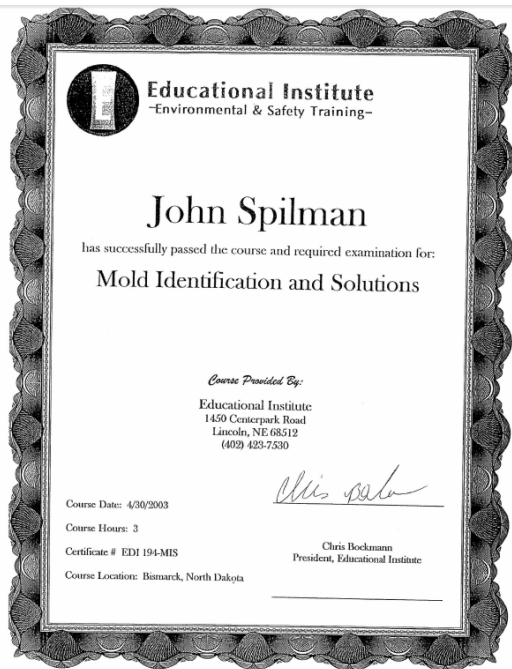 Educational Institute
-Environmental & Safety Training-
John Spilman
has successfully passed the course and required examination for:
Mold Identification and Solutions
Course Provided By:
Educational Institute
1450 Centerpark Road
Lincoln, NE 68512
(402) 423-7530
Course Date: 4/30/2003
Course Hours: 3
Certificate # EDI 194-MIS
Course Location: Bismarck, North Dakota
Chris
Chris Bockmann
President, Educational Institute